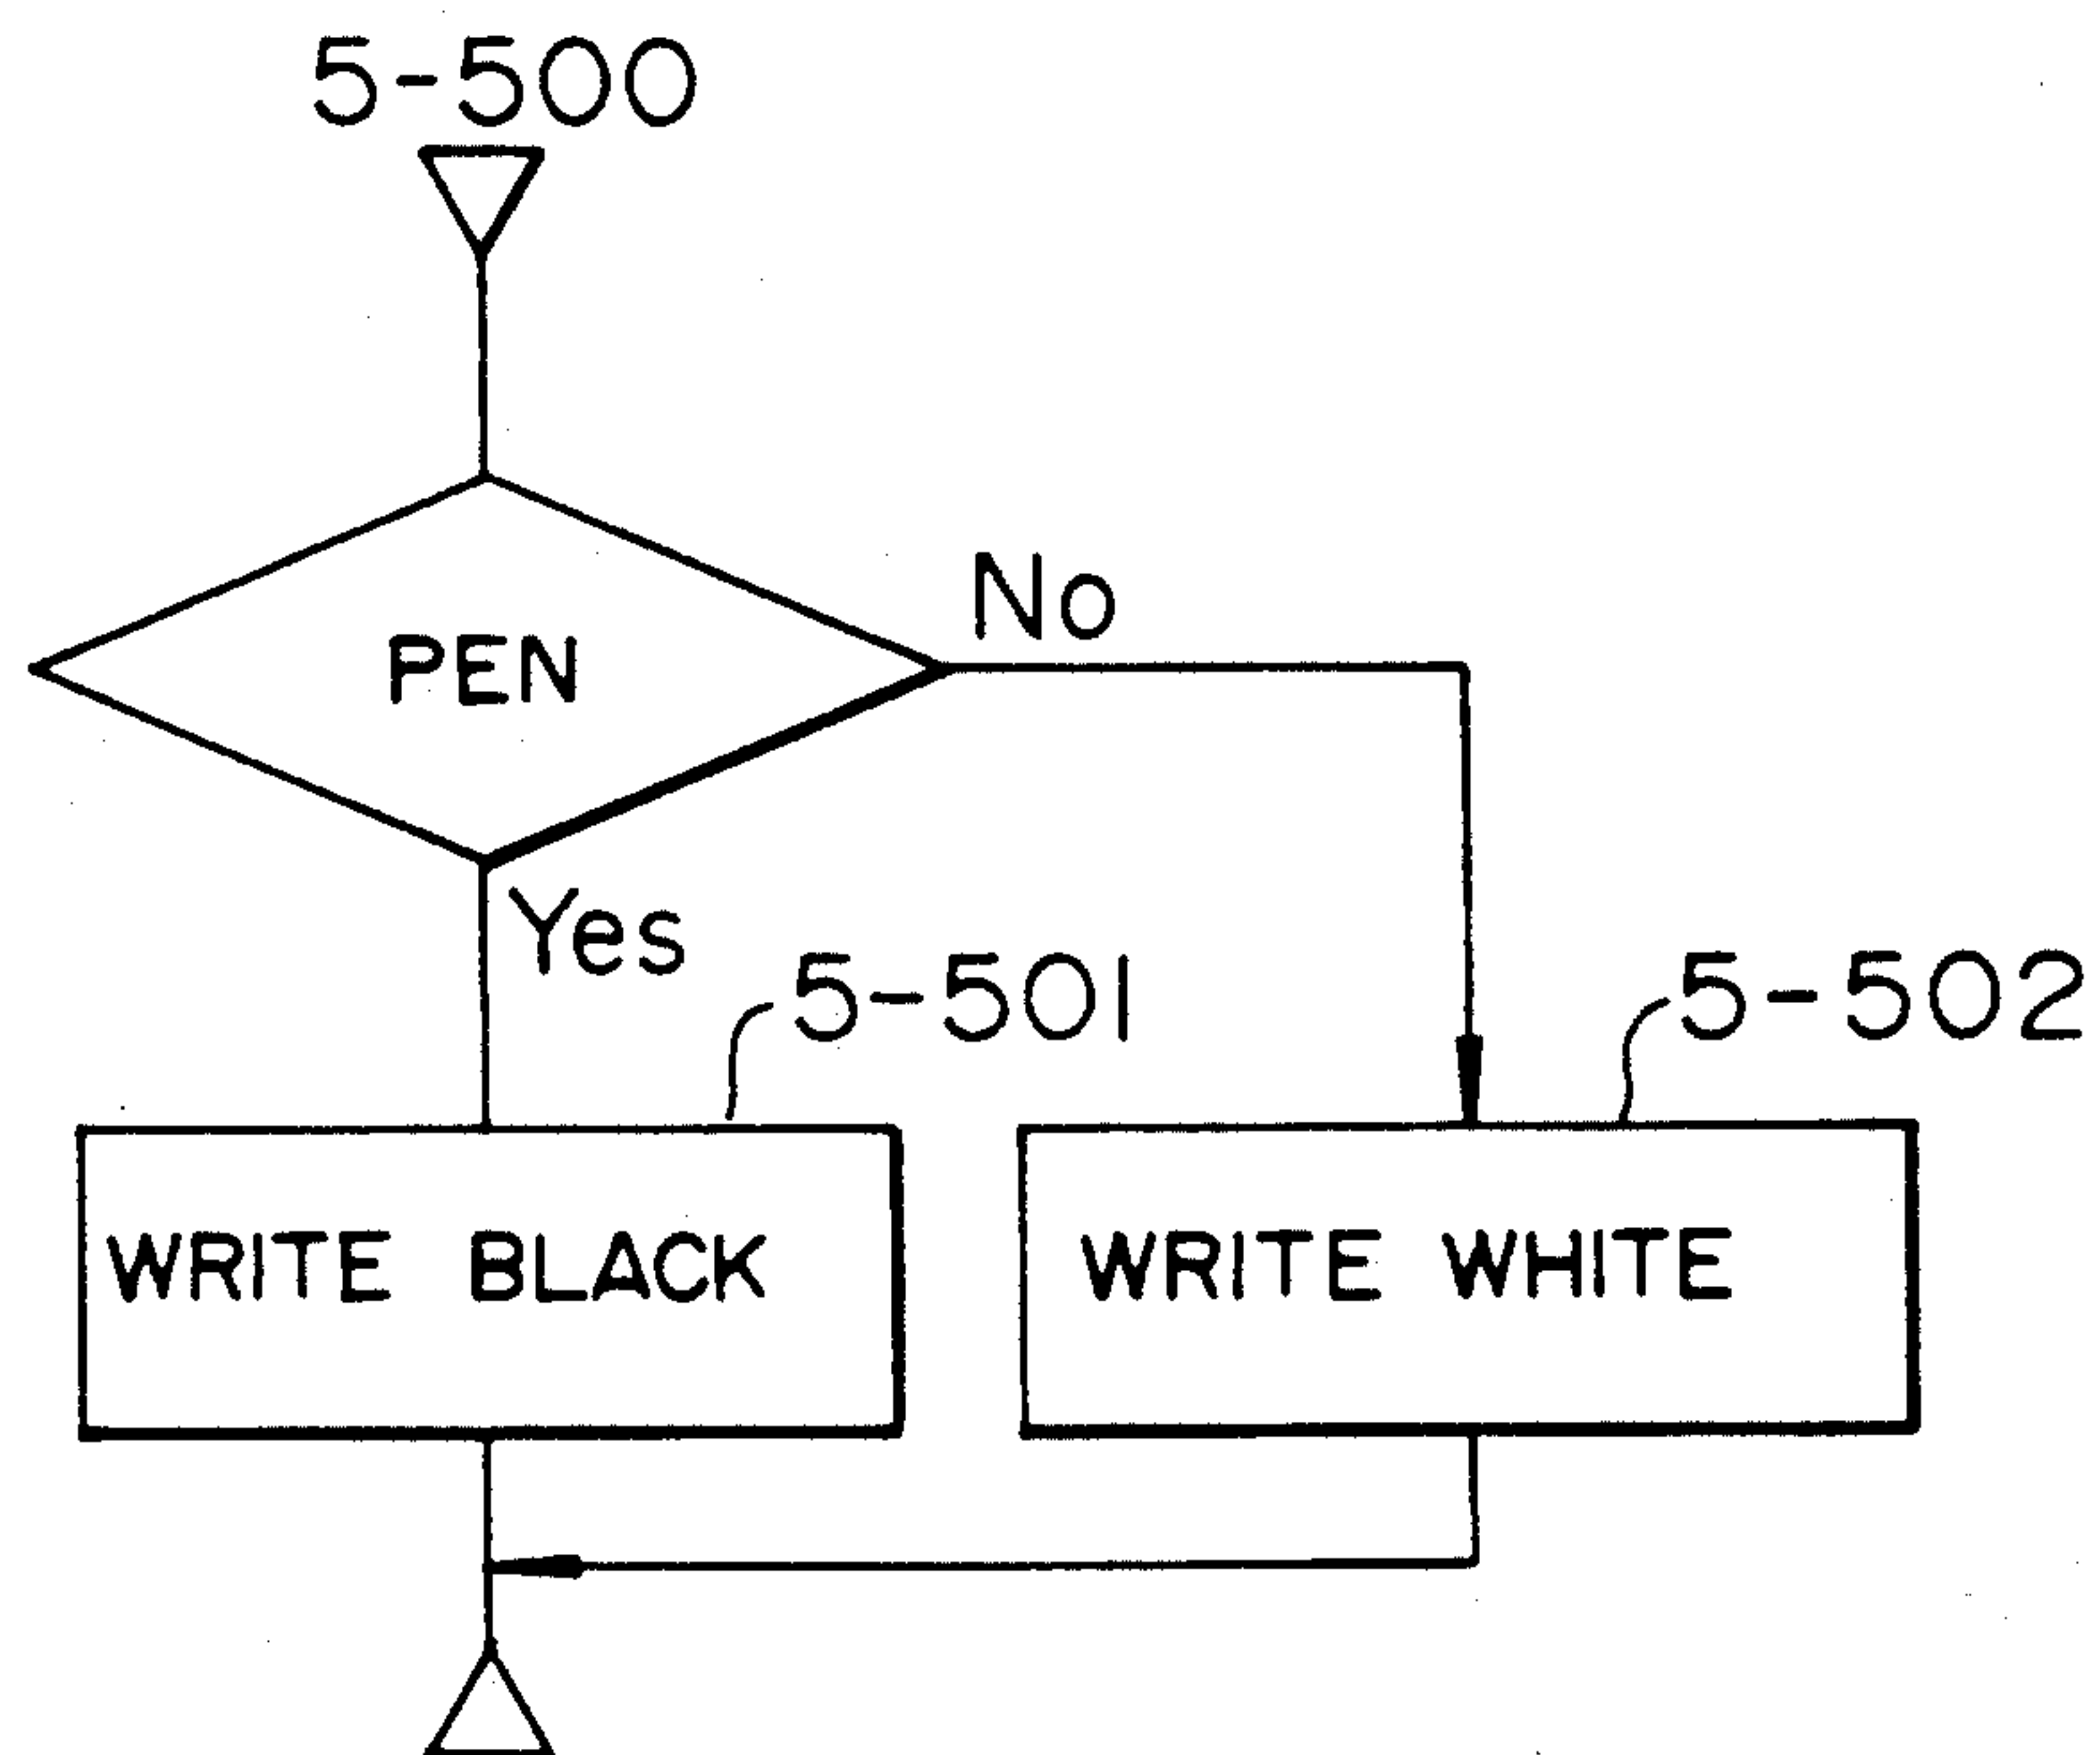 5-500
No
PEN
Yes
5-501
5-502
WRITE BLACK
WRITE WHITE